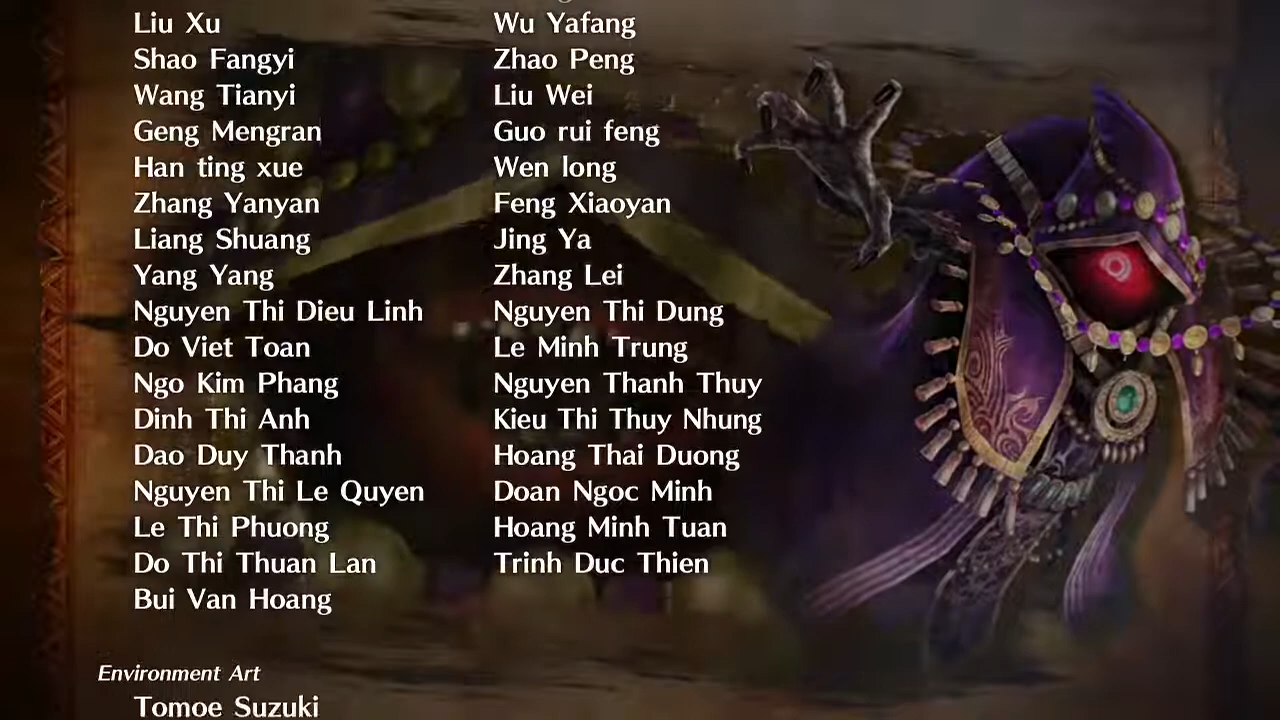 Liu Xu
Wu Yafang
Shao Fangyi
Zhao Peng
Wang Tianyi
Liu Wei
Geng Mengran
Guo rui feng
Han ting xue
Wen long
Zhang Yanyan
Feng Xiaoyan
Liang Shuang
Jing Ya
Yang Yang
Zhang Lei
Nguyen Thi Dieu Linh
Nguyen Thi Dung
Do Viet Toan
Le Minh Trung
Ngo Kim Phang
Nguyen Thanh Thuy
Dinh Thi Anh
Kieu Thi Thuy Nhung
Dao Duy Thanh
Hoang Thai Duong
Nguyen Thi Le Quyen
Doan Ngoc Minh
Le Thi Phuong
Hoang Minh Tuan
Do Thi Thuan Lan
Trinh Duc Thien
Bui Van Hoang
Environment Art
Tomoe Suzuki